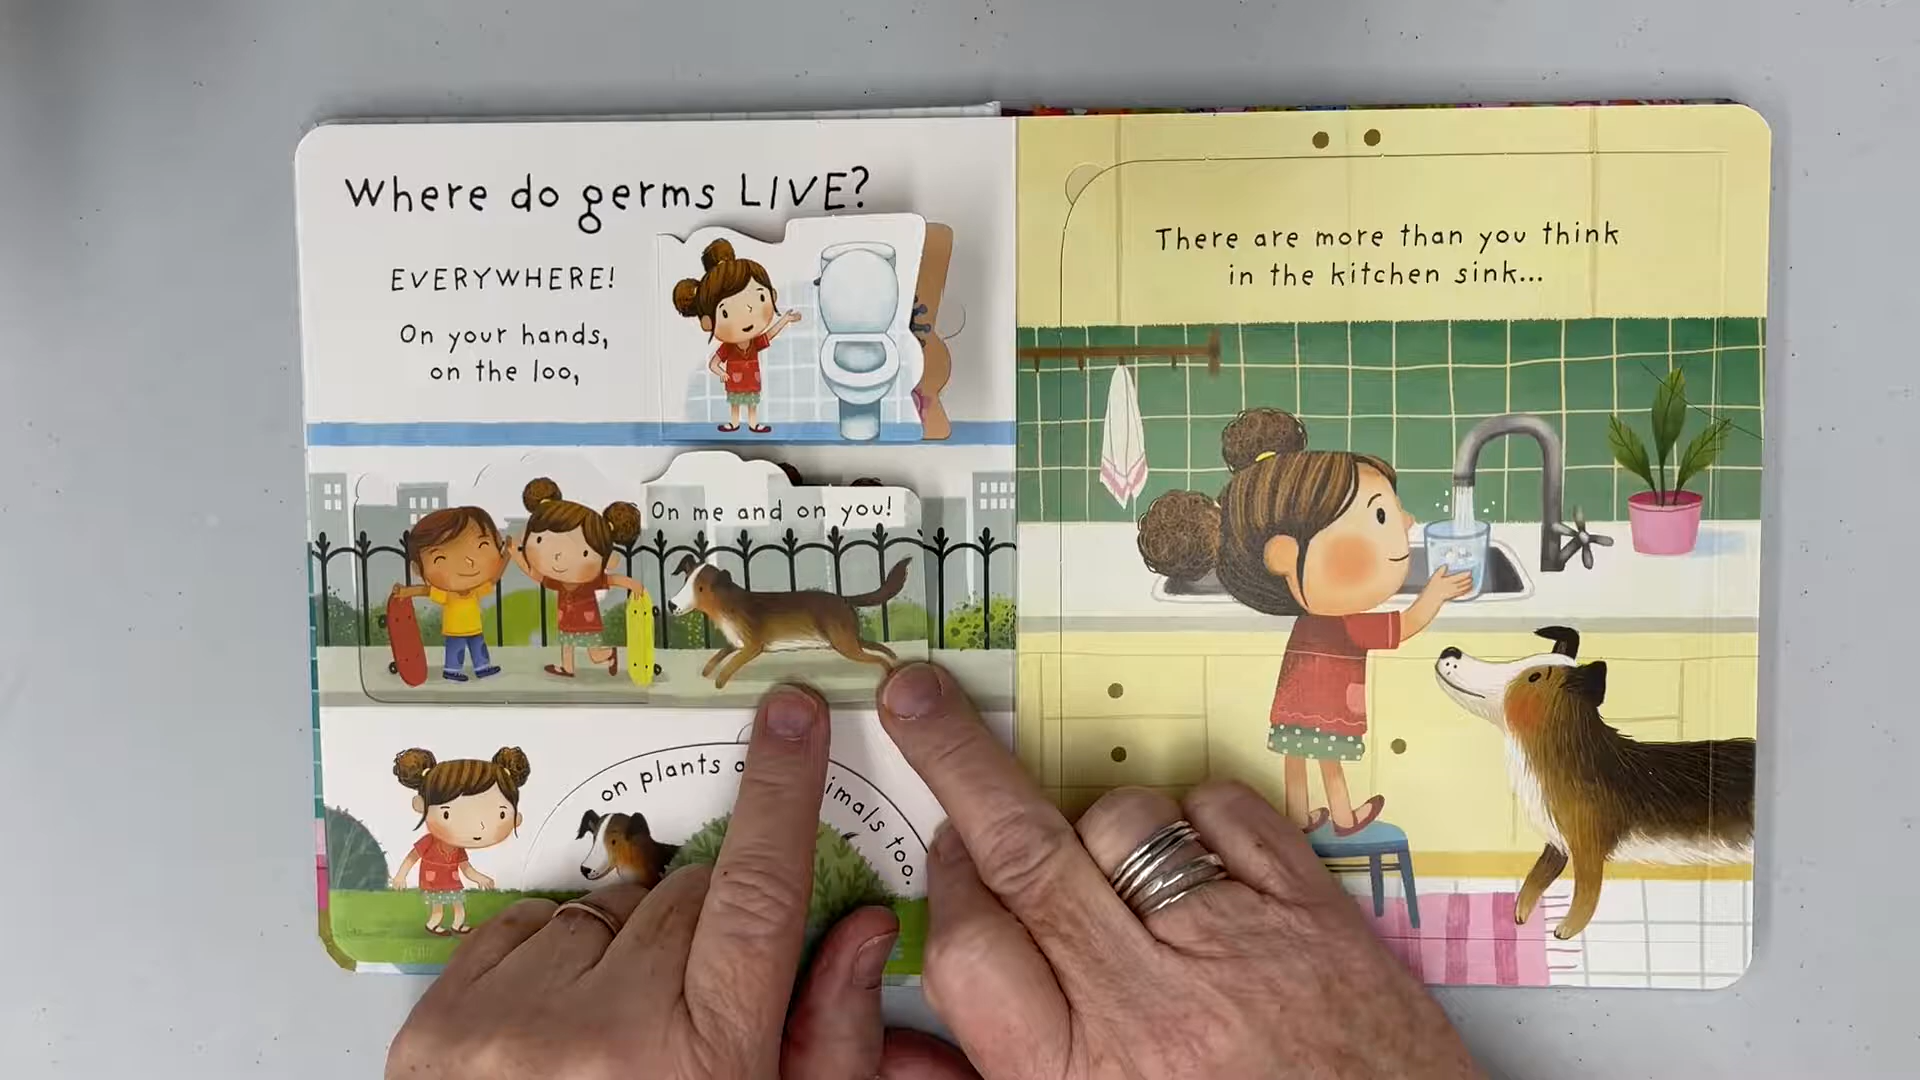 Where do germs LIVE?
EVERYWHERE!
On your hands,
on the loo,
On me and on you!
on plants
too.
There are more than you think
in the kitchen sink...